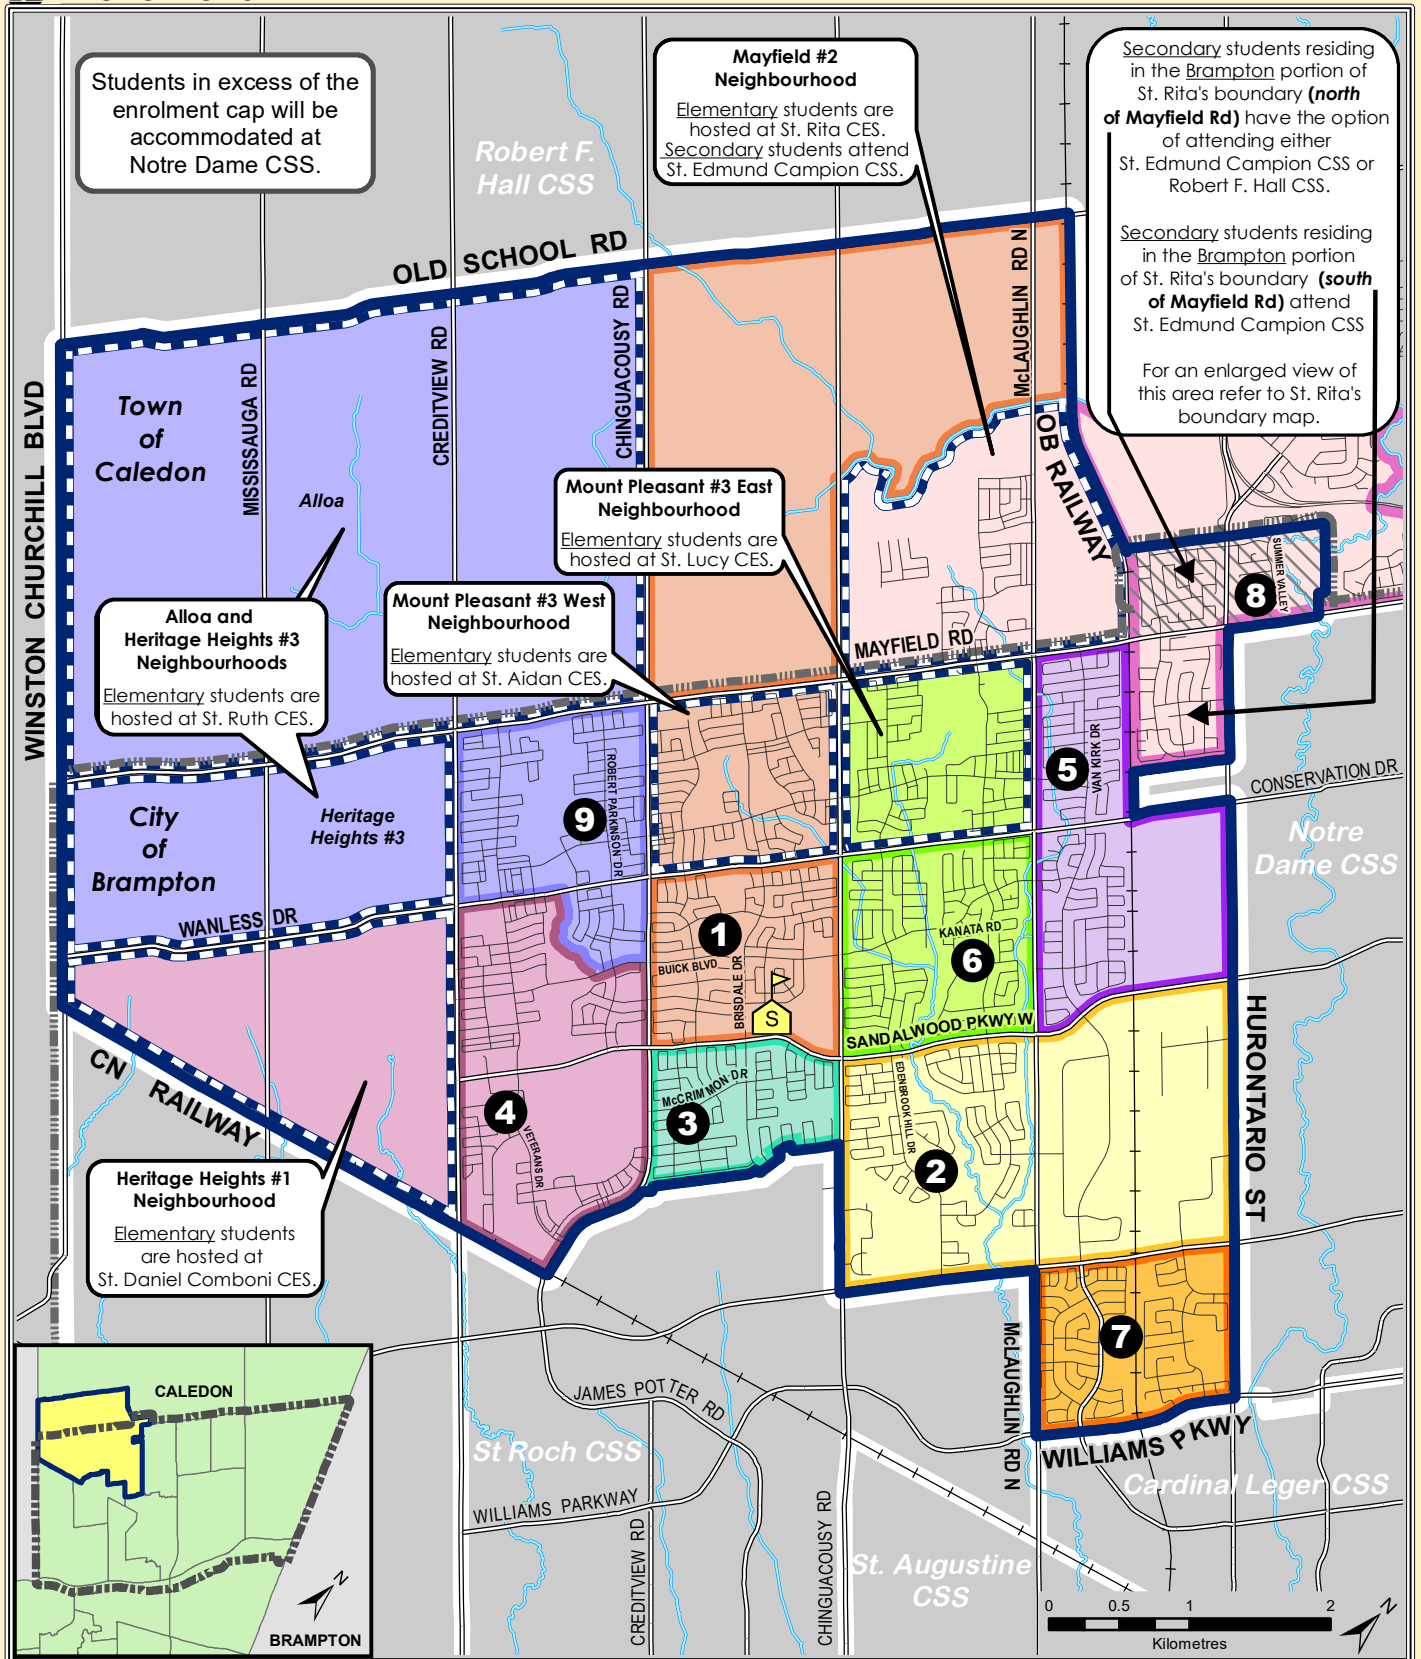 Students in excess of the
enrolment cap will be
accommodated at
Notre Dame CSS.
Mayfield #2
Neighbourhood
Elementary students are
hosted at St. Rita CES.
Secondary students attend
St. Edmund Campion CSS.
Secondary students residing
in the Brampton portion of
St. Rita's boundary (north
of Mayfield Rd) have the option
of attending either
St. Edmund Campion CSS or
Robert F. Hall CSS.
Secondary students residing
in the Brampton portion
of St. Rita's boundary (south
of Mayfield Rd) attend
St. Edmund Campion CSS
For an enlarged view of
this area refer to St. Rita's
boundary map.
Robert F.
Hall CSS
OLD SCHOOL RD
WINSTON CHURCHILL BLVD
MISSISSAUGA RD
CREDITVIEW RD
CHINGUACOUSY RD
McLAUGHLIN RD N
OB RAILWAY
Town
of
Caledon
Alloa
Mount Pleasant #3 East
Neighbourhood
Elementary students are
hosted at St. Lucy CES.
Mount Pleasant #3 West
Neighbourhood
Elementary students are
hosted at St. Aidan CES.
Alloa and
Heritage Heights #3
Neighbourhoods
Elementary students are
hosted at St. Ruth CES.
MAYFIELD RD
SUMMER VALLEY
8
5
VAN KIRK DR
CONSERVATION DR
City
of
Brampton
Heritage
Heights #3
9
ROBERT PARKINSON DR
Notre
Dame CSS
WANLESS DR
1
BUICK BLVD
BRISDALE DR
S
KANATA RD
6
SANDALWOOD PKWY W
HURONTARIO ST
CN RAILWAY
4
VETERANS DR
McCRIMMON DR
3
EDENBROOK HILL DR
2
Heritage Heights #1
Neighbourhood
Elementary students
are hosted at
St. Daniel Comboni CES.
7
McLAUGHLIN RD N
WILLIAMS PKWY
JAMES POTTER RD
St Roch CSS
WILLIAMS PARKWAY
CREDITVIEW RD
CHINGUACOUSY RD
Cardinal Leger CSS
St. Augustine
CSS
CALEDON
N
BRAMPTON
0 0.5 1 2
Kilometres
N